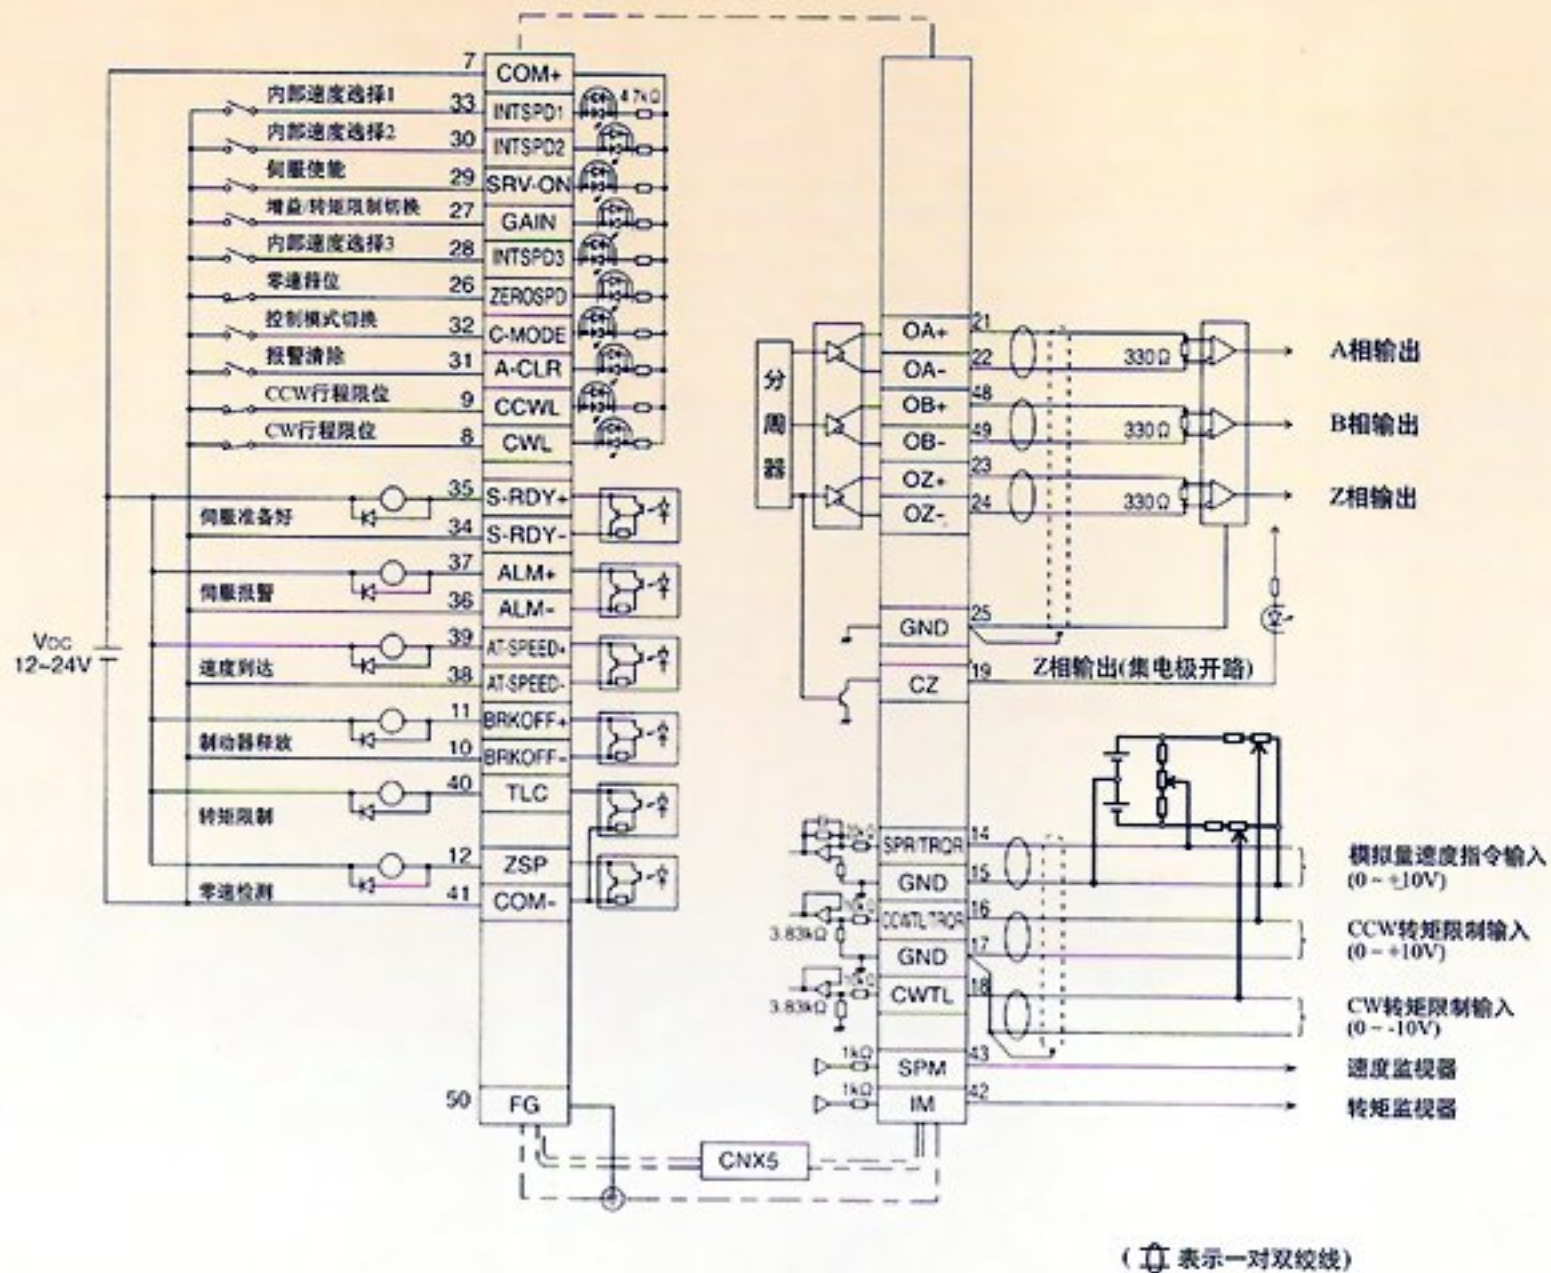 7 COM+
内部速度选择1 33 INTSPD1 4.7kΩ
内部速度选择2 30 INTSPD2
伺服使能 29 SRV-ON
增益/转矩限制切换 27 GAIN
内部速度选择3 28 INTSPD3
零速箝位 26 ZEROSPD
控制模式切换 32 C-MODE
报警清除 31 A-CLR
CCW行程限位 9 CCWL
CW行程限位 8 CWL
35 S-RDY+
伺服准备好 34 S-RDY-
37 ALM+
伺服报警 36 ALM-
VDC
12~24V
39 AT-SPEED+
速度到达 38 AT-SPEED-
11 BRKOFF+
制动器释放 10 BRKOFF-
40 TLC
转矩限制
12 ZSP
零速检测 41 COM-
50 FG
CNX5
分周器
OA+ 21 330Ω A相输出
OA- 22
OB+ 48 330Ω B相输出
OB- 49
OZ+ 23 330Ω Z相输出
OZ- 24
GND 25
CZ 19 Z相输出(集电极开路)
SPR/TRQR 14
模拟量速度指令输入
GND 15 (0~±10V)
CCWTL/TRQR 16
CCW转矩限制输入
3.83kΩ
GND 17 (0~+10V)
CWTL 18
CW转矩限制输入
3.83kΩ
(0~-10V)
1kΩ SPM 43 速度监视器
1kΩ IM 42 转矩监视器
( 表示一对双绞线)